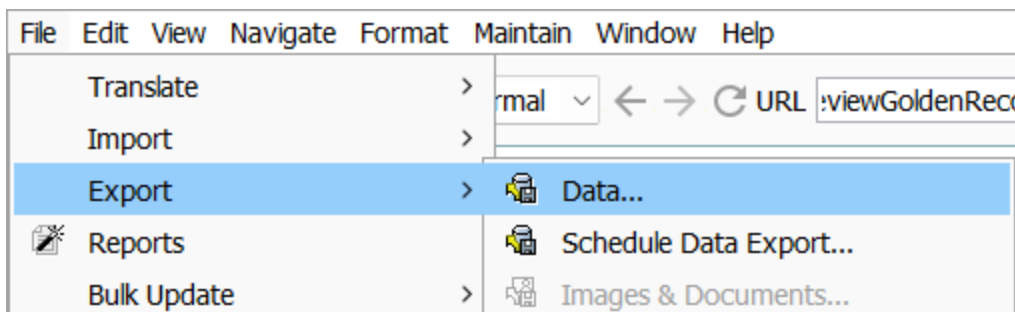 File Edit View Navigate Format Maintain Window Help
Translate
rmal URL :viewGoldenReco
Import
Export Data...
Reports Schedule Data Export...
Bulk Update Images & Documents...